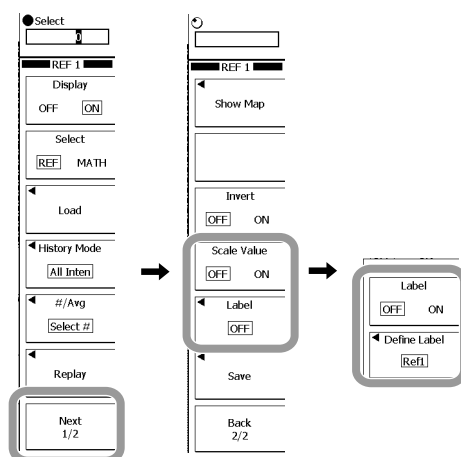 Select
0
REF 1
Display
OFF ON
Select
REF MATH
Load
History Mode
All Inten
#/Avg
Select #
Replay
Next
1/2
REF 1
Show Map
Invert
OFF ON
Scale Value
OFF ON
Label
OFF
Save
Back
2/2
Label
OFF ON
Define Label
Ref1